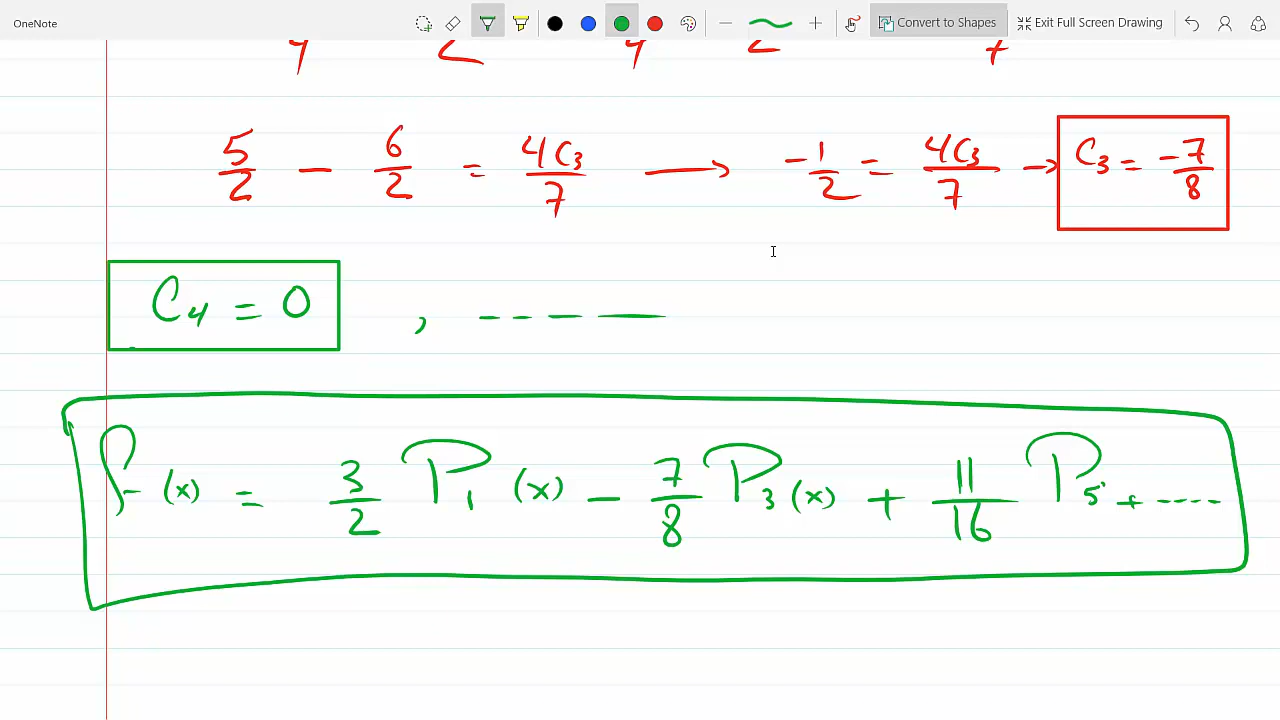 OneNote Convert to Shapes Exit Full Screen Drawing
5/2 - 6/2 = 4C₃/7 → -1/2 = 4C₃/7 → C₃ = -7/8
C₄ = 0 , ----
f(x) = 3/2 P₁(x) - 7/8 P₃(x) + 11/16 P₅ + ....